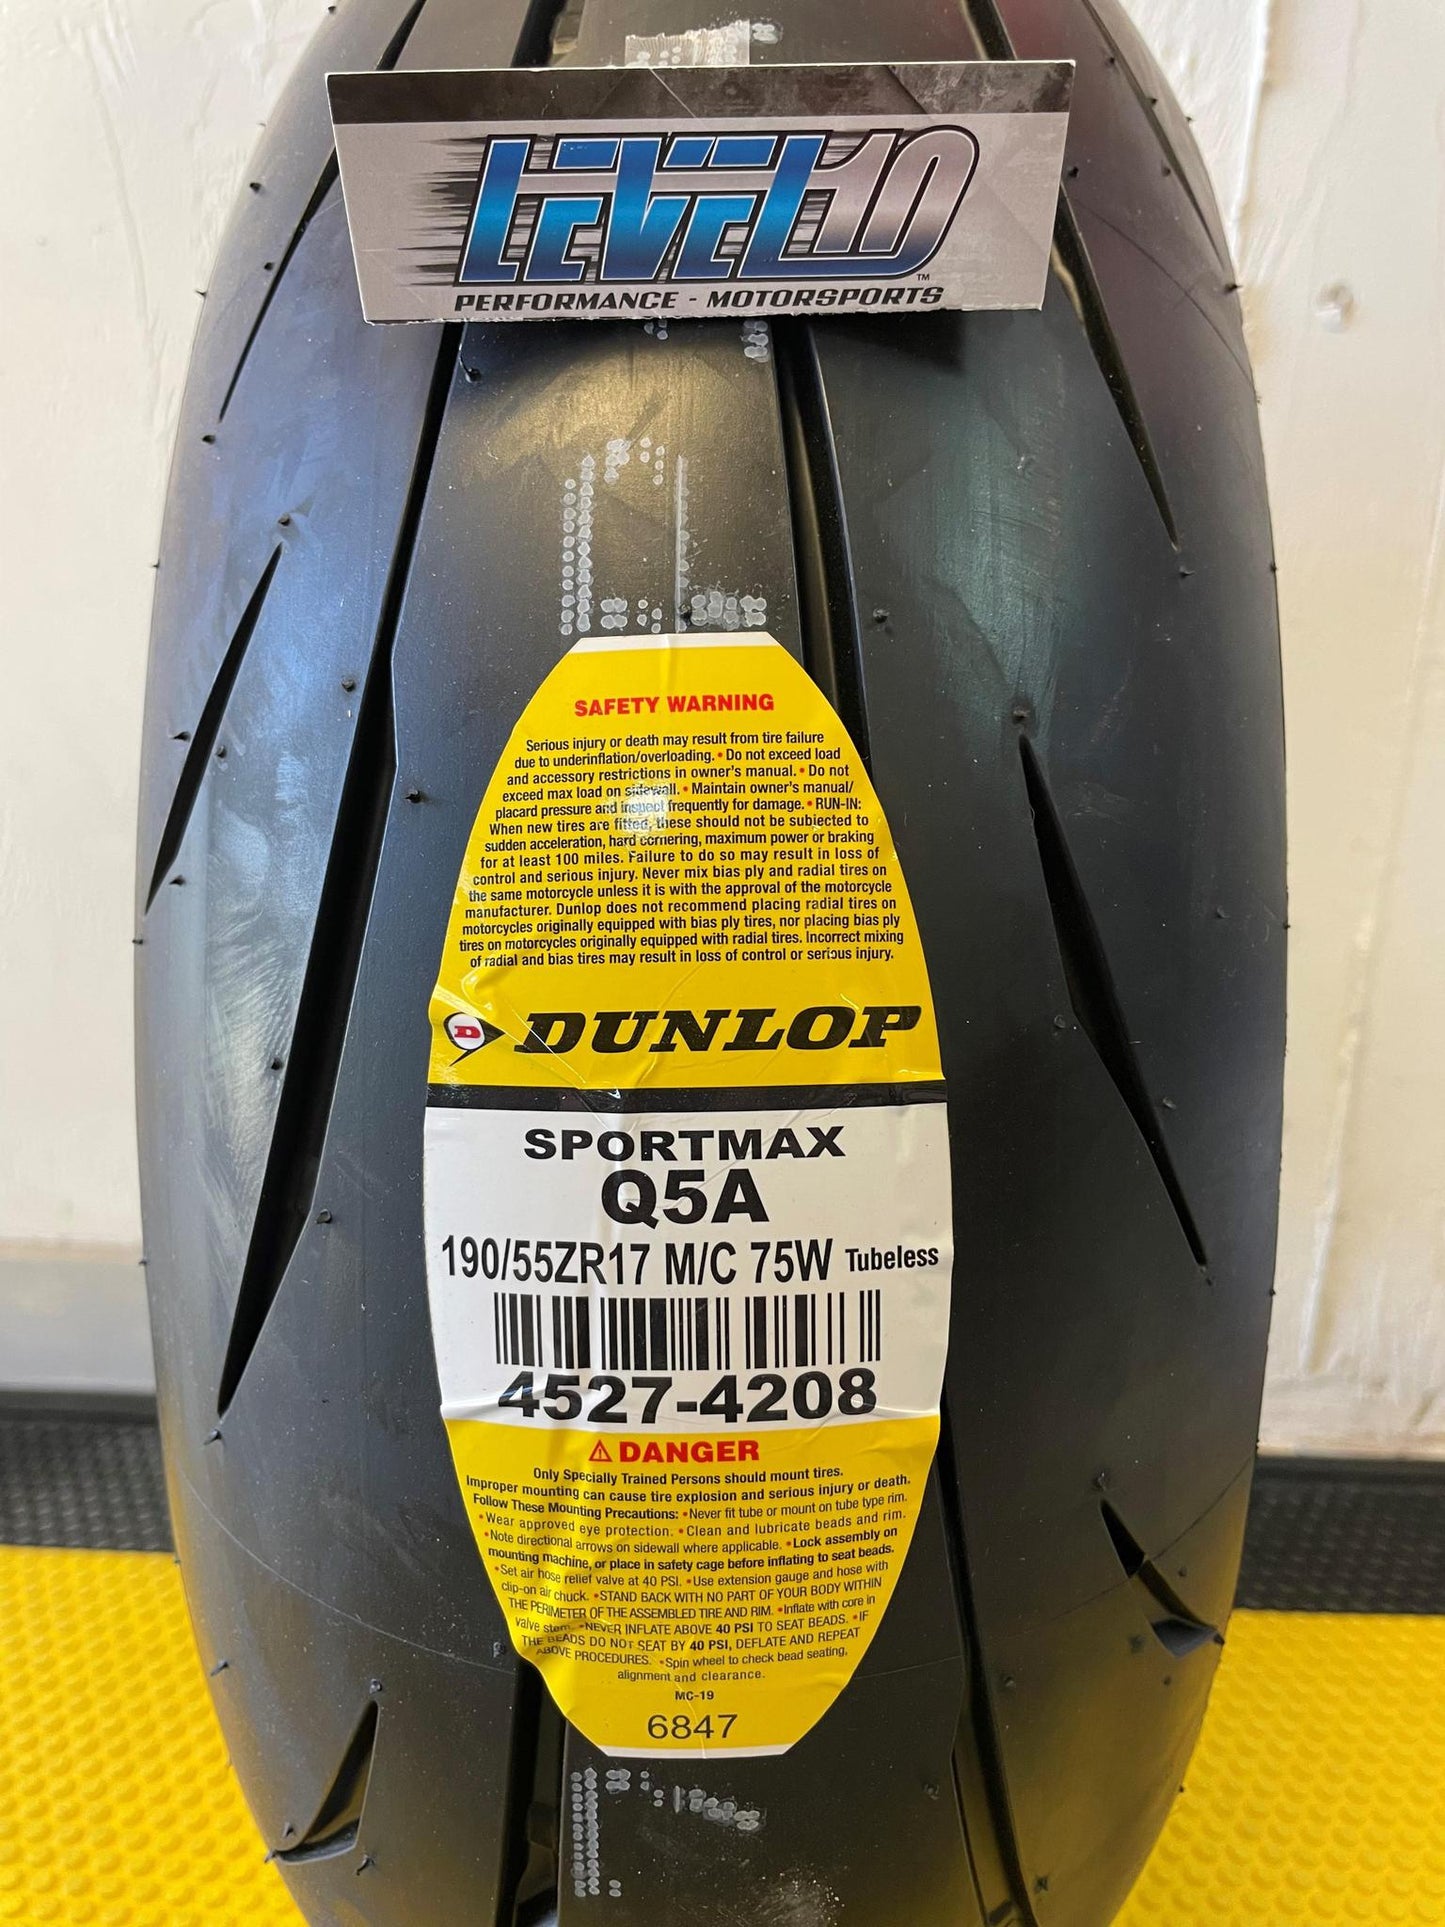 LEVEL10
TM
PERFORMANCE - MOTORSPORTS
SAFETY WARNING
Serious injury or death may result from tire failure
due to underinflation/overloading. • Do not exceed load
and accessory restrictions in owner's manual. • Do not
exceed max load on sidewall. • Maintain owner's manual/
placard pressure and inspect frequently for damage. • RUN-IN:
When new tires are fitted, these should not be subjected to
sudden acceleration, hard cornering, maximum power or braking
for at least 100 miles. Failure to do so may result in loss of
control and serious injury. Never mix bias ply and radial tires on
the same motorcycle unless it is with the approval of the motorcycle
manufacturer. Dunlop does not recommend placing radial tires on
motorcycles originally equipped with bias ply tires, nor placing bias ply
tires on motorcycles originally equipped with radial tires. Incorrect mixing
of radial and bias tires may result in loss of control or serious injury.
D DUNLOP
SPORTMAX
Q5A
190/55ZR17 M/C 75W Tubeless
4527-4208
⚠ DANGER
Only Specially Trained Persons should mount tires.
Improper mounting can cause tire explosion and serious injury or death.
Follow These Mounting Precautions: • Never fit tube or mount on tube type rim.
• Wear approved eye protection. • Clean and lubricate beads and rim.
• Note directional arrows on sidewall where applicable. • Lock assembly on
mounting machine, or place in safety cage before inflating to seat beads.
• Set air hose relief valve at 40 PSI. • Use extension gauge and hose with
clip-on air chuck. • STAND BACK WITH NO PART OF YOUR BODY WITHIN
THE PERIMETER OF THE ASSEMBLED TIRE AND RIM. • Inflate with core in
valve stem. • NEVER INFLATE ABOVE 40 PSI TO SEAT BEADS. • IF
THE BEADS DO NOT SEAT BY 40 PSI, DEFLATE AND REPEAT
ABOVE PROCEDURES. • Spin wheel to check bead seating,
alignment and clearance.
MC-19
6847